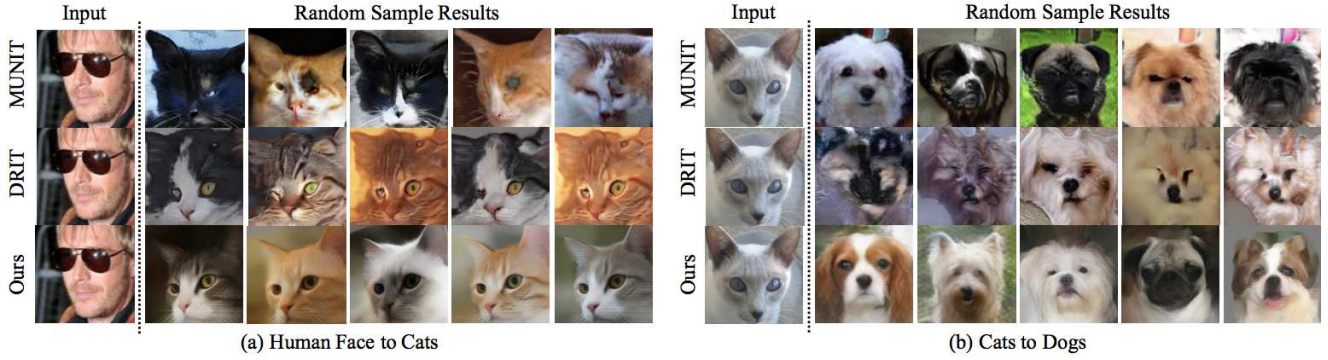 Input Random Sample Results Input Random Sample Results
MUNIT MUNIT
DRIT DRIT
Ours Ours
(a) Human Face to Cats (b) Cats to Dogs